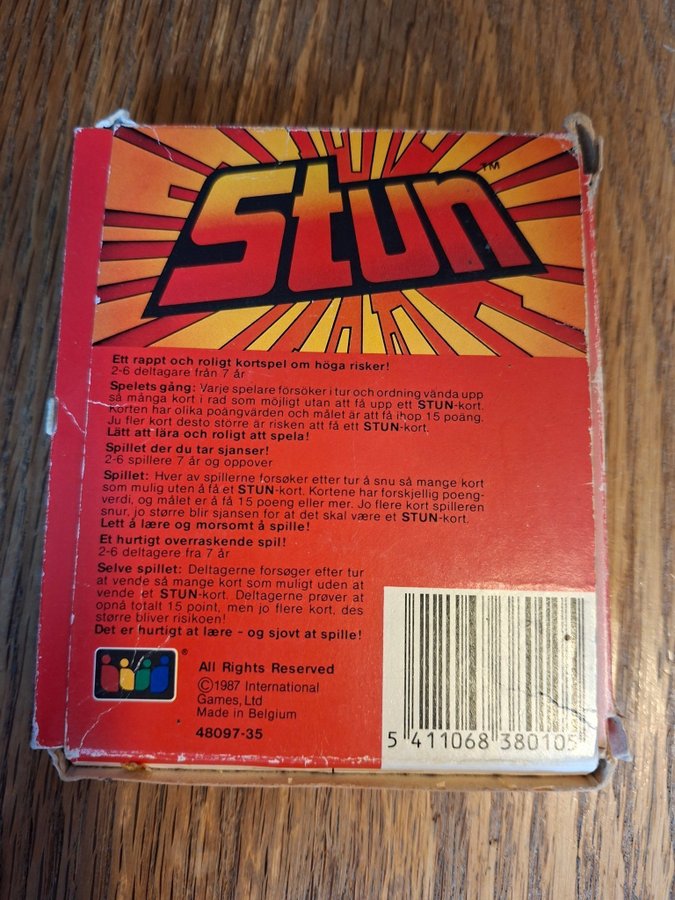 Stun™
Ett rappt och roligt kortspel om höga risker!
2-6 deltagare från 7 år
Spelets gång: Varje spelare försöker i tur och ordning vända upp
så många kort i rad som möjligt utan att få upp ett STUN-kort.
Korten har olika poängvärden och målet är att få ihop 15 poäng.
Ju fler kort desto större är risken att få ett STUN-kort.
Lätt att lära och roligt att spela!
Spillet der du tar sjanser!
2-6 spillere 7 år og oppover
Spillet: Hver av spillerne forsøker etter tur å snu så mange kort
som mulig uten å få et STUN-kort. Kortene har forskjellig poeng-
verdi, og målet er å få 15 poeng eller mer. Jo flere kort spilleren
snur, jo større blir sjansen for at det skal være et STUN-kort.
Lett å lære og morsomt å spille!
Et hurtigt overraskende spil!
2-6 deltagere fra 7 år
Selve spillet: Deltagerne forsøger efter tur
at vende så mange kort som muligt uden at
vende et STUN-kort. Deltagerne prøver at
opnå totalt 15 point, men jo flere kort, des
større bliver risikoen!
Det er hurtigt at lære - og sjovt at spille!
®
All Rights Reserved
©1987 International
Games, Ltd
Made in Belgium
48097-35
5 411068 380105